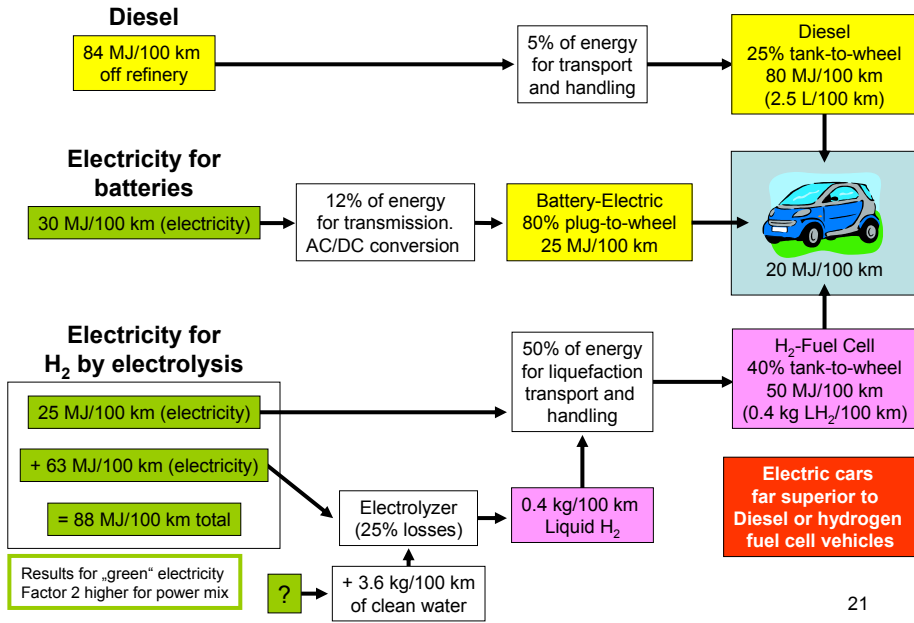 Diesel
84 MJ/100 km
off refinery
5% of energy
for transport
and handling
Diesel
25% tank-to-wheel
80 MJ/100 km
(2.5 L/100 km)
Electricity for
batteries
30 MJ/100 km (electricity)
12% of energy
for transmission.
AC/DC conversion
Battery-Electric
80% plug-to-wheel
25 MJ/100 km
20 MJ/100 km
Electricity for
H₂ by electrolysis
25 MJ/100 km (electricity)
+ 63 MJ/100 km (electricity)
= 88 MJ/100 km total
50% of energy
for liquefaction
transport and
handling
H₂-Fuel Cell
40% tank-to-wheel
50 MJ/100 km
(0.4 kg LH₂/100 km)
Electrolyzer
(25% losses)
0.4 kg/100 km
Liquid H₂
Electric cars
far superior to
Diesel or hydrogen
fuel cell vehicles
Results for „green“ electricity
Factor 2 higher for power mix
?
+ 3.6 kg/100 km
of clean water
21